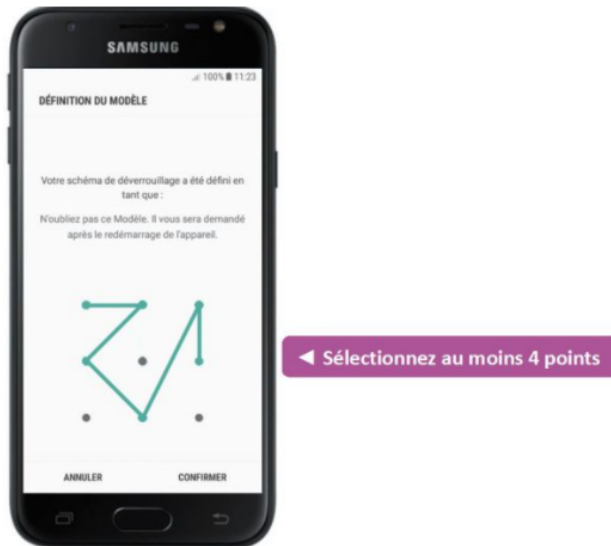 SAMSUNG
100% 11:23
DÉFINITION DU MODÈLE
Votre schéma de déverrouillage a été défini en
tant que :
N'oubliez pas ce Modèle. Il vous sera demandé
après le redémarrage de l'appareil.
◄ Sélectionnez au moins 4 points
ANNULER CONFIRMER